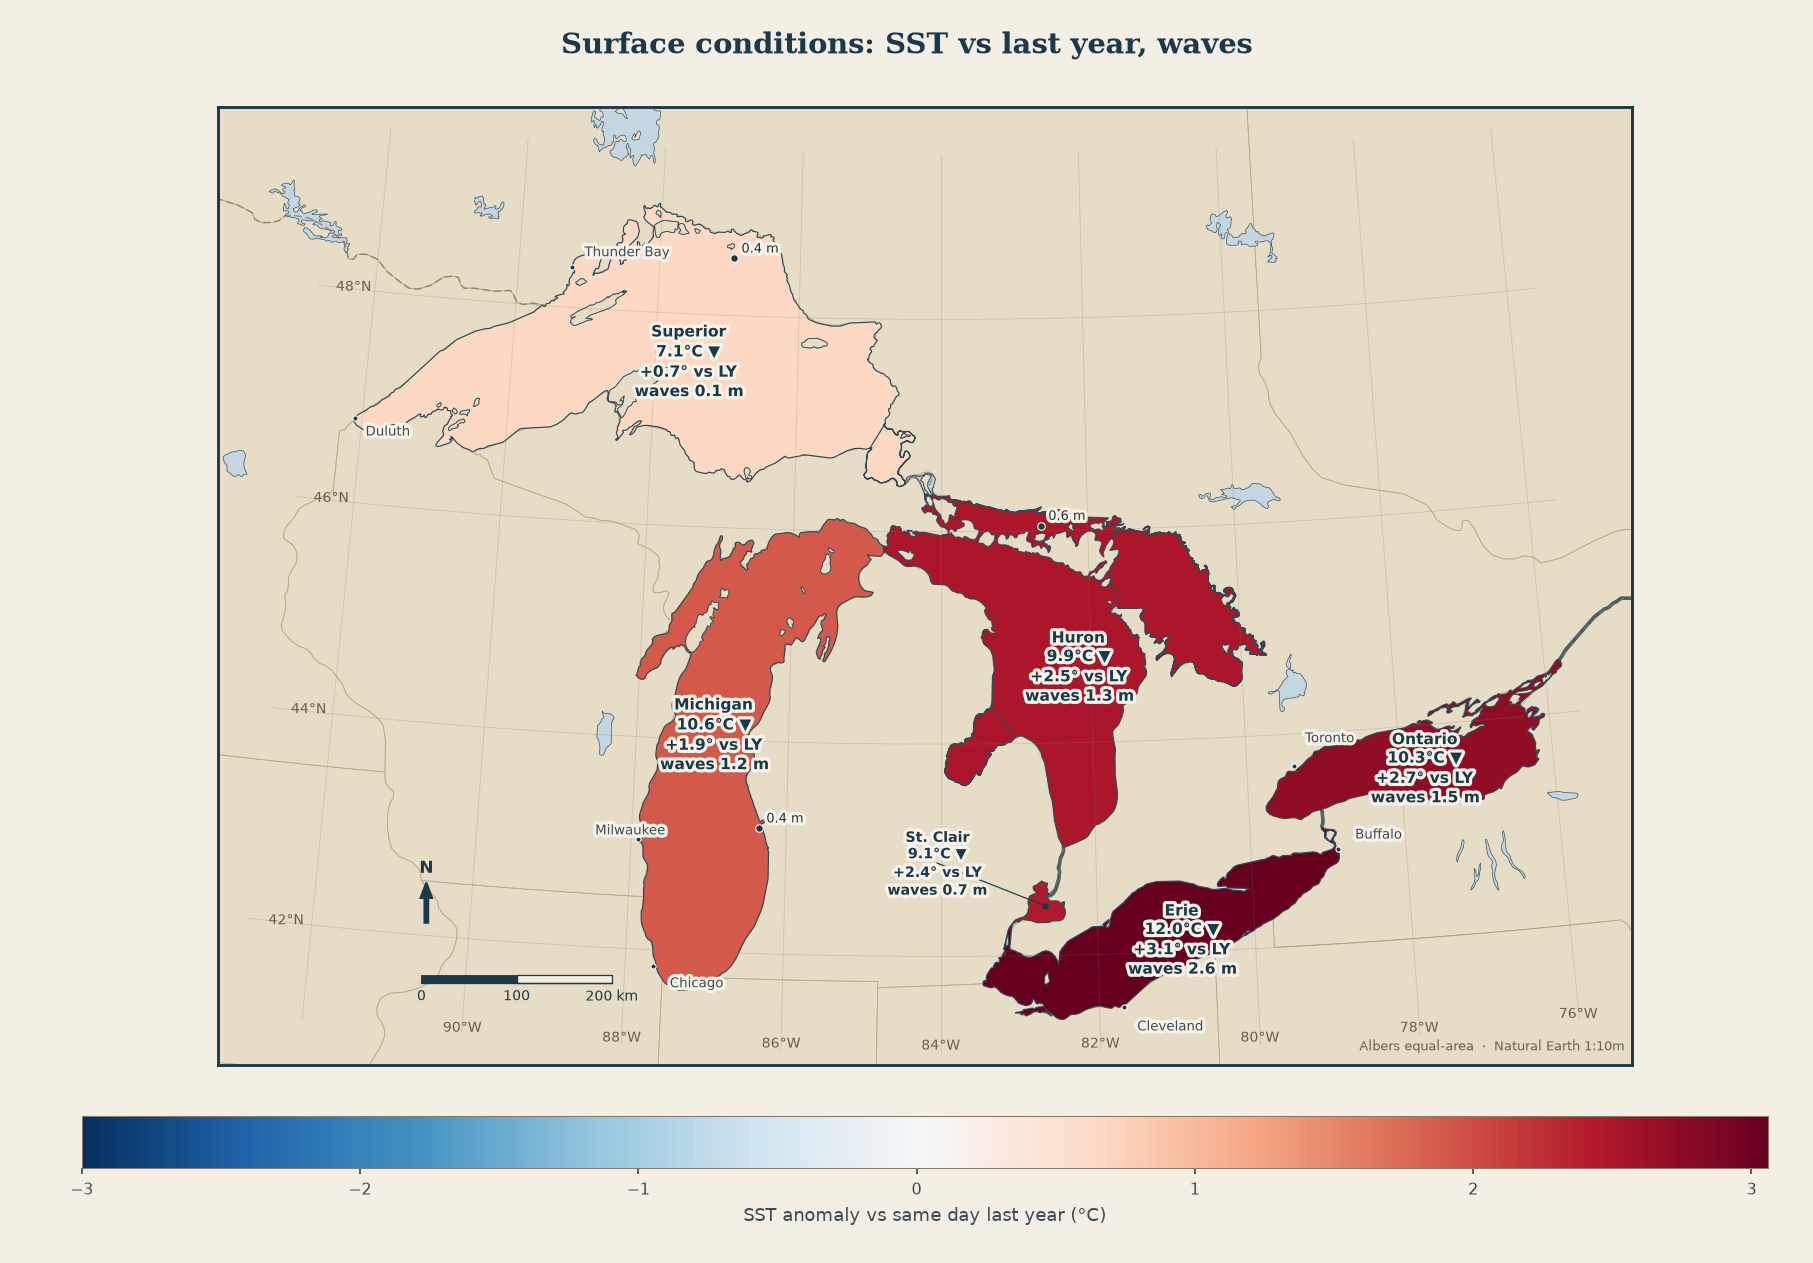 Surface conditions: SST vs last year, waves
Thunder Bay
0.4 m
48°N
Superior
7.1°C ▼
+0.7° vs LY
waves 0.1 m
Duluth
46°N
0.6 m
Huron
9.9°C ▼
+2.5° vs LY
waves 1.3 m
44°N
Michigan
10.6°C ▼
+1.9° vs LY
waves 1.2 m
Toronto
Ontario
10.3°C ▼
+2.7° vs LY
waves 1.5 m
0.4 m
Milwaukee
Buffalo
St. Clair
9.1°C ▼
+2.4° vs LY
waves 0.7 m
N
42°N
Erie
12.0°C ▼
+3.1° vs LY
waves 2.6 m
Chicago
0 100 200 km
Cleveland
90°W 88°W 86°W 84°W 82°W 80°W 78°W 76°W
Albers equal-area · Natural Earth 1:10m
−3 −2 −1 0 1 2 3
SST anomaly vs same day last year (°C)